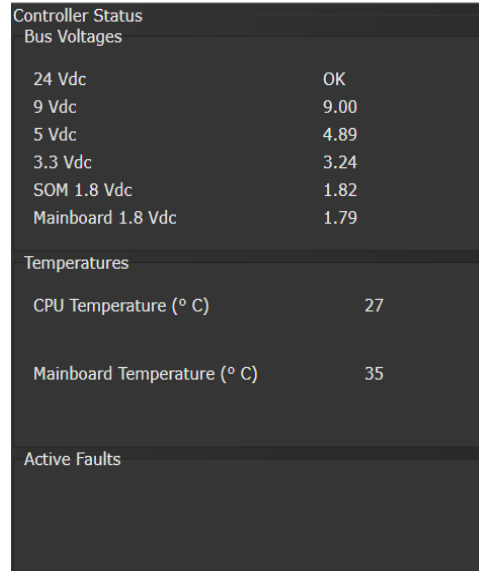 Controller Status
Bus Voltages
24 Vdc OK
9 Vdc 9.00
5 Vdc 4.89
3.3 Vdc 3.24
SOM 1.8 Vdc 1.82
Mainboard 1.8 Vdc 1.79
Temperatures
CPU Temperature (° C) 27
Mainboard Temperature (° C) 35
Active Faults